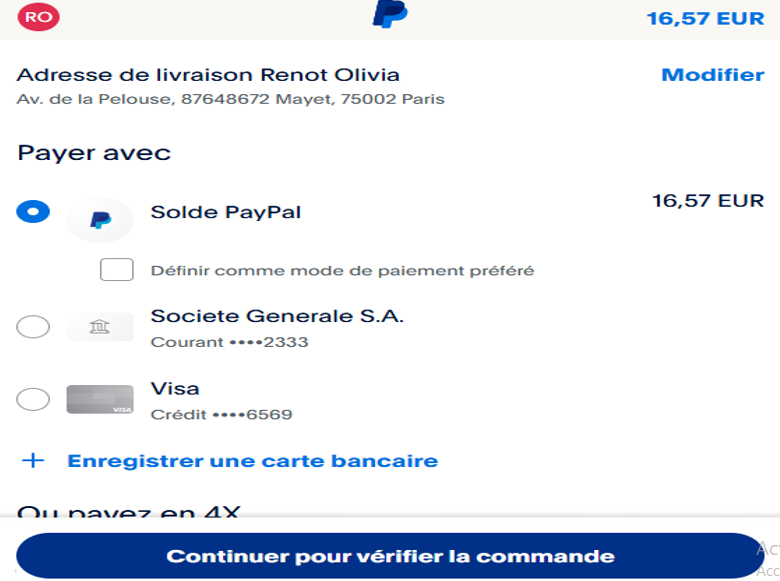 RO
16,57 EUR
Adresse de livraison Renot Olivia
Modifier
Av. de la Pelouse, 87648672 Mayet, 75002 Paris
Payer avec
Solde PayPal
16,57 EUR
Définir comme mode de paiement préféré
Societe Generale S.A.
Courant ••••2333
Visa
VISA
Crédit ••••6569
+ Enregistrer une carte bancaire
Ou payez en 4X
Continuer pour vérifier la commande